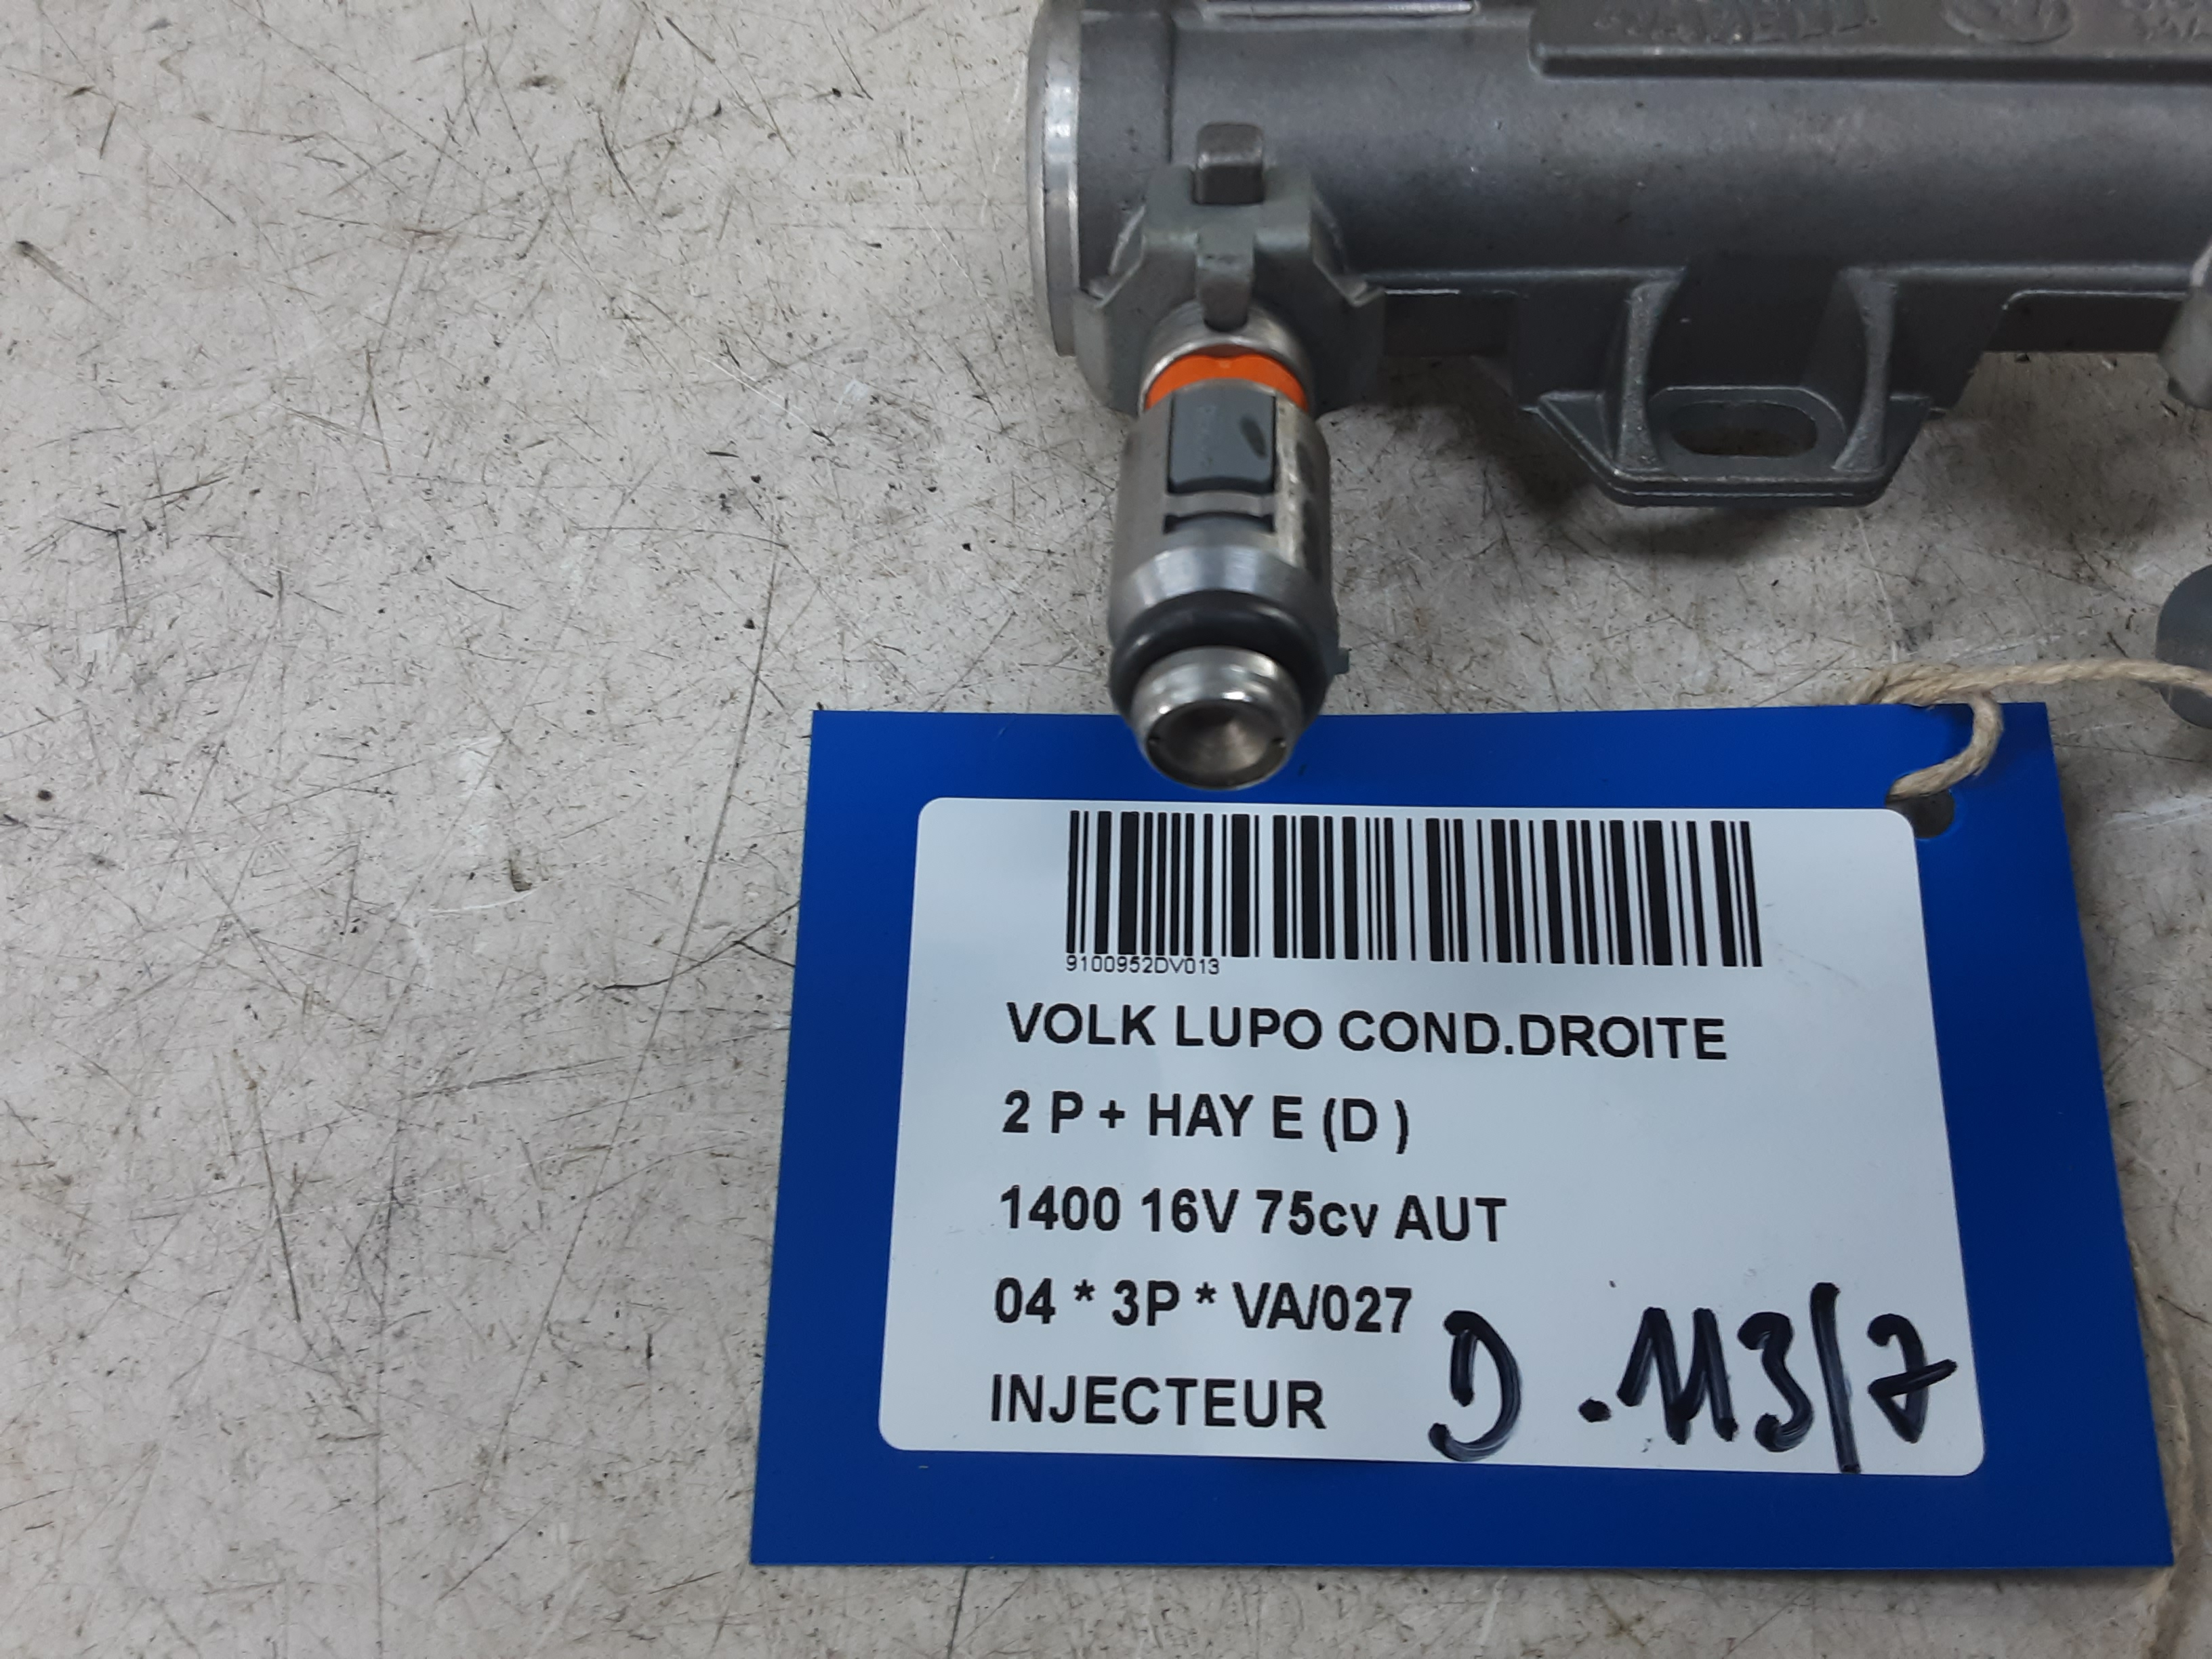 9100952DV013
VOLK LUPO COND.DROITE
2 P + HAY E (D )
1400 16V 75cv AUT
04 * 3P * VA/027
INJECTEUR
D .113/7